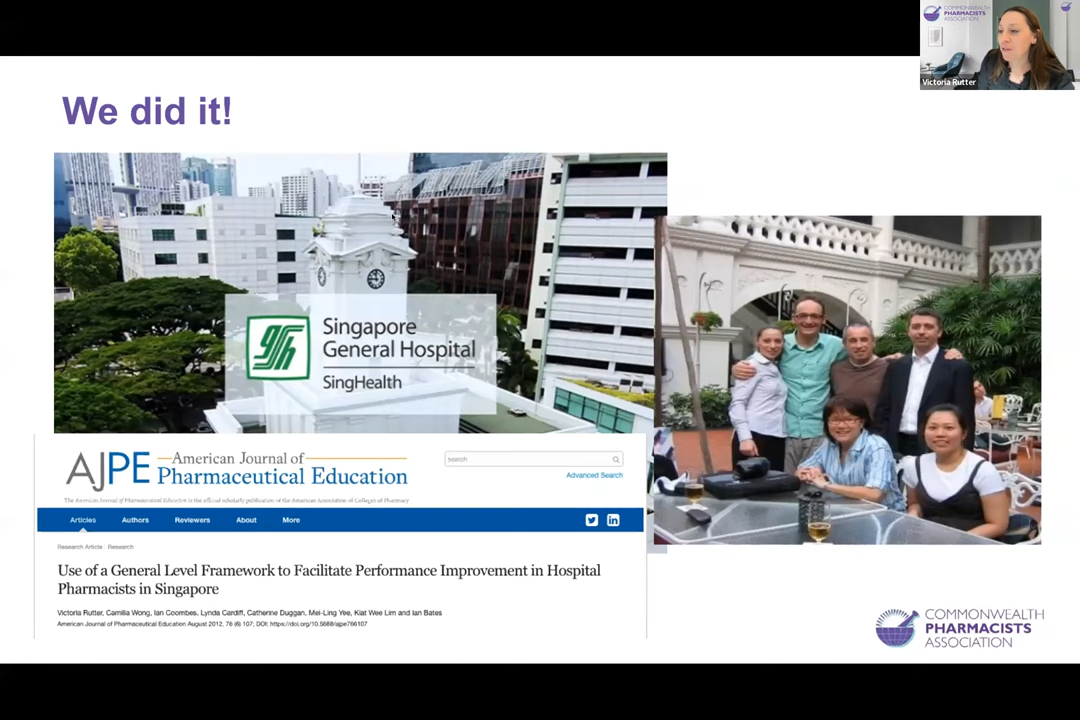 COMMONWEALTH
PHARMACISTS
ASSOCIATION
Victoria Rutter
We did it!
Singapore
General Hospital
SingHealth
AJPE American Journal of
Pharmaceutical Education
The American Journal of Pharmaceutical Education is the official scholarly publication of the American Association of Colleges of Pharmacy
search
Advanced Search
Articles Authors Reviewers About More
Research Article Research
Use of a General Level Framework to Facilitate Performance Improvement in Hospital
Pharmacists in Singapore
Victoria Rutter, Camilla Wong, Ian Coombes, Lynda Cardiff, Catherine Duggan, Mei-Ling Yee, Kiat Wee Lim and Ian Bates
American Journal of Pharmaceutical Education August 2012, 76 (6) 107; DOI: https://doi.org/10.5688/ajpe766107
COMMONWEALTH
PHARMACISTS
ASSOCIATION